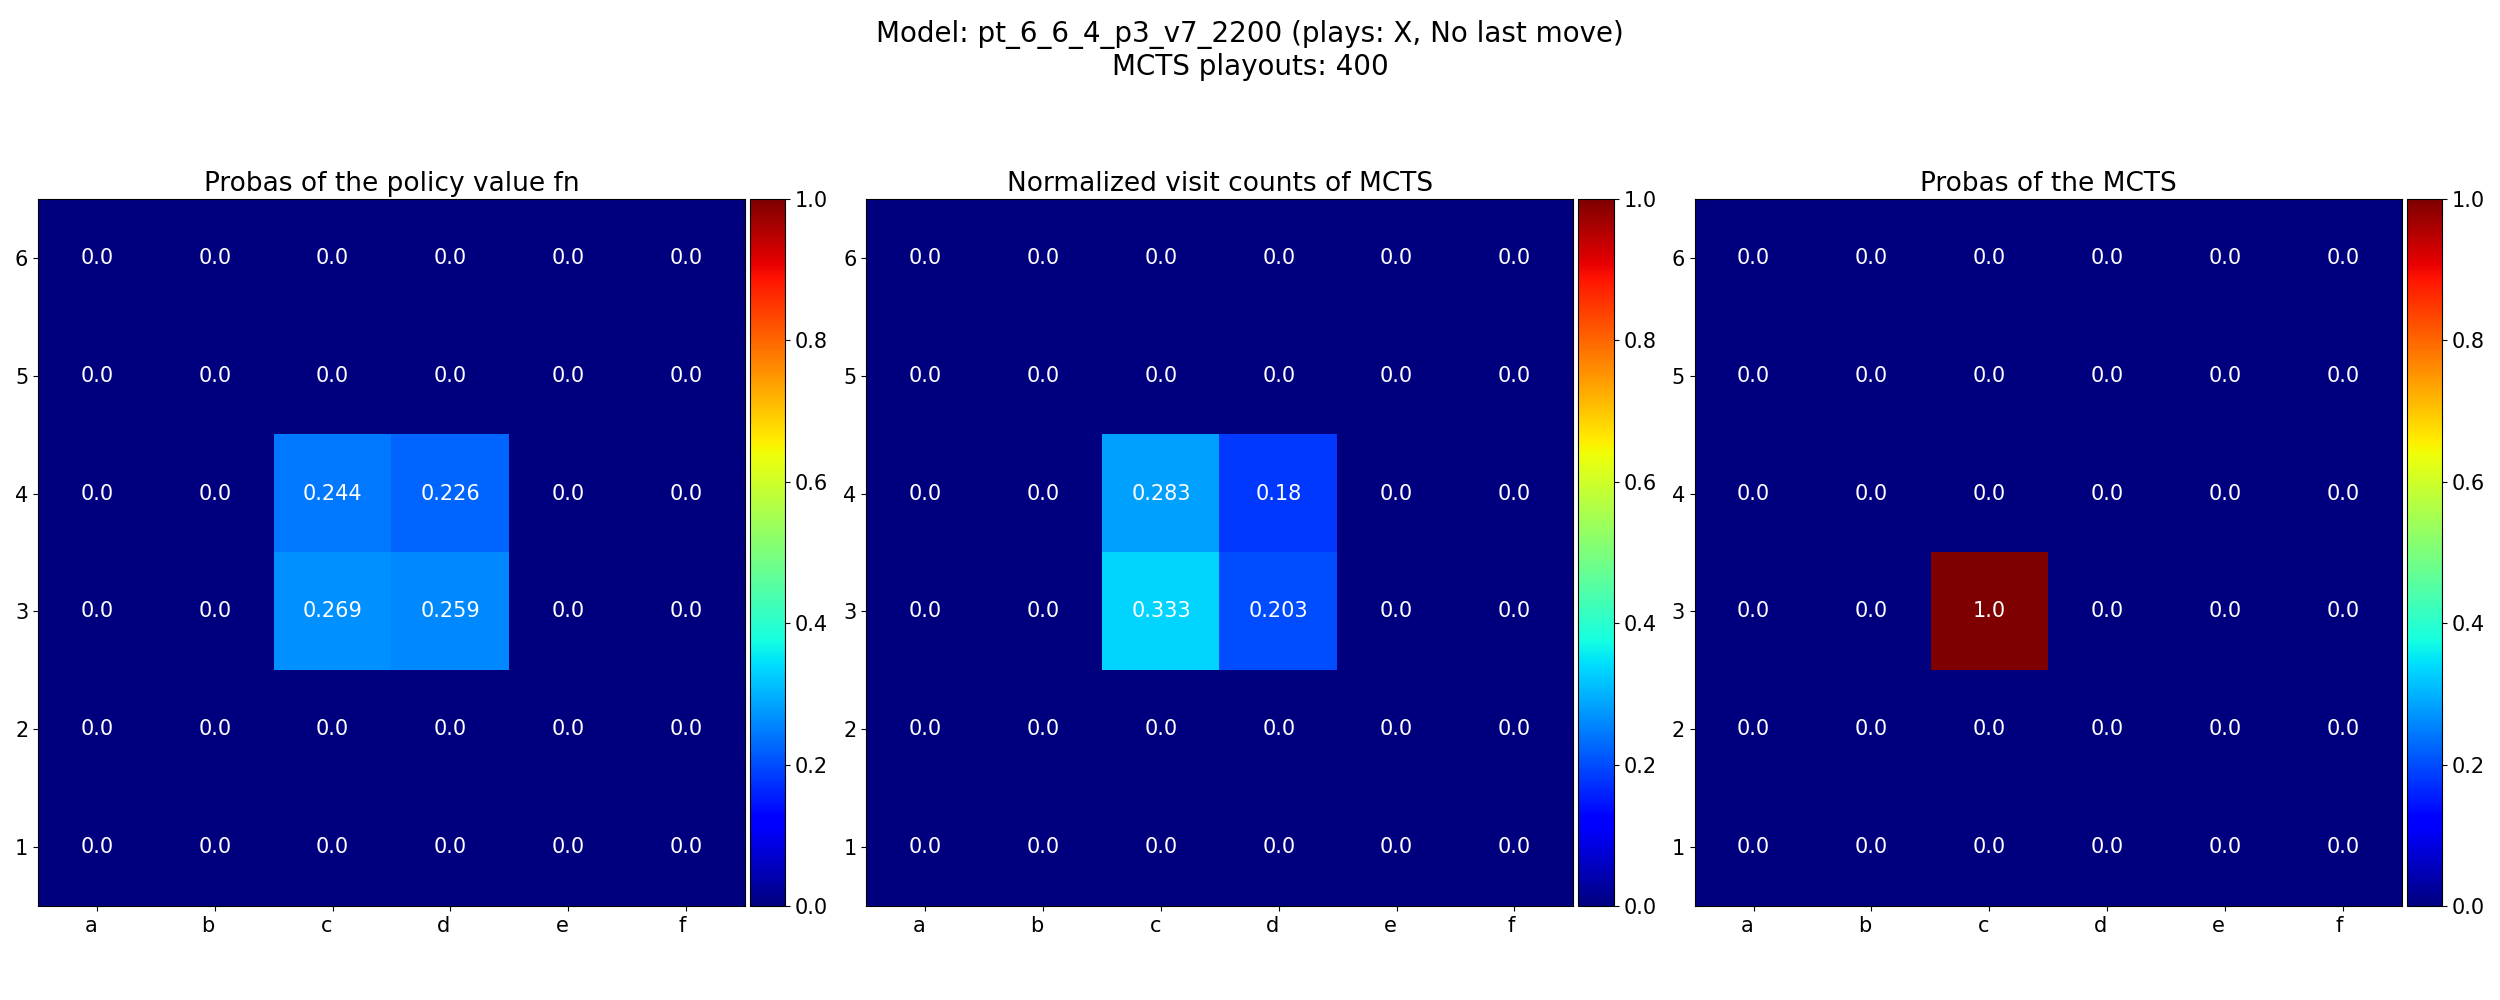 Model: pt_6_6_4_p3_v7_2200 (plays: X, No last move)
MCTS playouts: 400
Probas of the policy value fn
6 0.0 0.0 0.0 0.0 0.0 0.0
5 0.0 0.0 0.0 0.0 0.0 0.0
4 0.0 0.0 0.244 0.226 0.0 0.0
3 0.0 0.0 0.269 0.259 0.0 0.0
2 0.0 0.0 0.0 0.0 0.0 0.0
1 0.0 0.0 0.0 0.0 0.0 0.0
a b c d e f
1.0
0.8
0.6
0.4
0.2
0.0
Normalized visit counts of MCTS
6 0.0 0.0 0.0 0.0 0.0 0.0
5 0.0 0.0 0.0 0.0 0.0 0.0
4 0.0 0.0 0.283 0.18 0.0 0.0
3 0.0 0.0 0.333 0.203 0.0 0.0
2 0.0 0.0 0.0 0.0 0.0 0.0
1 0.0 0.0 0.0 0.0 0.0 0.0
a b c d e f
1.0
0.8
0.6
0.4
0.2
0.0
Probas of the MCTS
6 0.0 0.0 0.0 0.0 0.0 0.0
5 0.0 0.0 0.0 0.0 0.0 0.0
4 0.0 0.0 0.0 0.0 0.0 0.0
3 0.0 0.0 1.0 0.0 0.0 0.0
2 0.0 0.0 0.0 0.0 0.0 0.0
1 0.0 0.0 0.0 0.0 0.0 0.0
a b c d e f
1.0
0.8
0.6
0.4
0.2
0.0